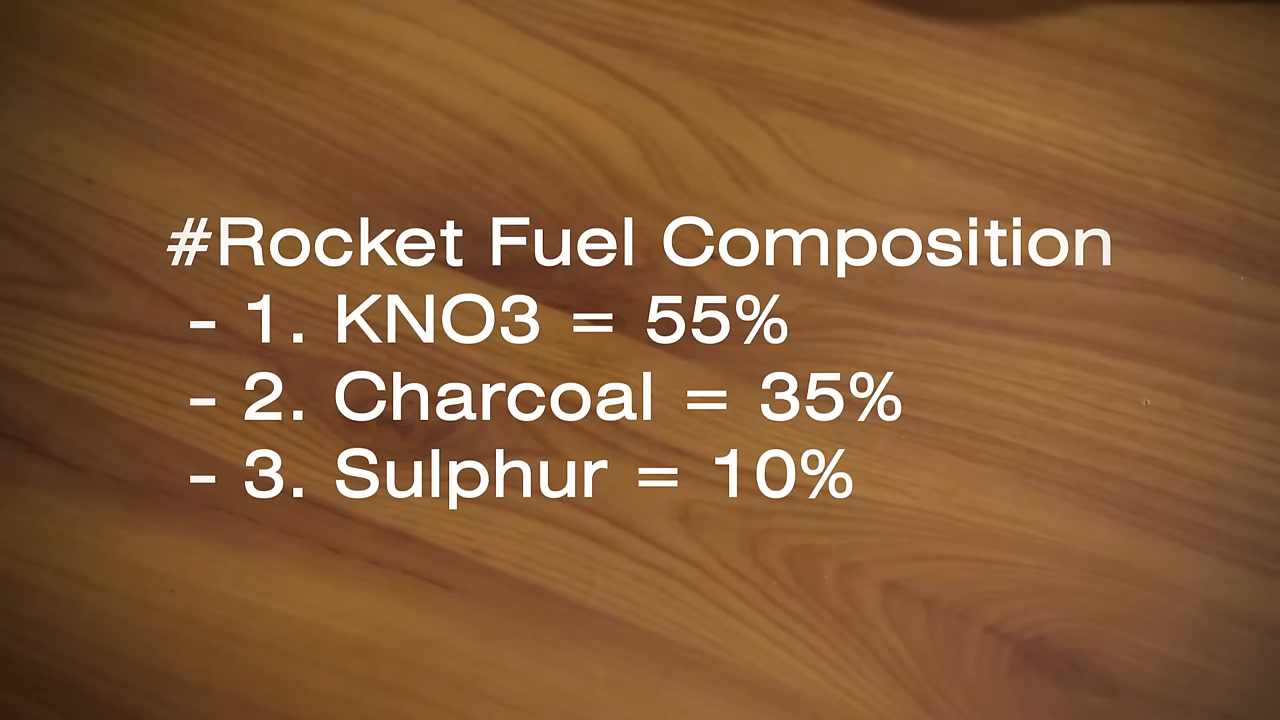 #Rocket Fuel Composition
- 1. KNO3 = 55%
- 2. Charcoal = 35%
- 3. Sulphur = 10%